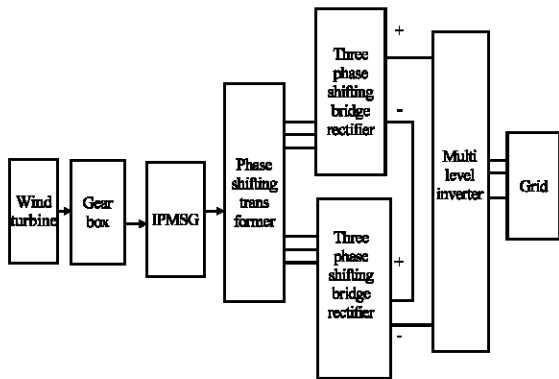 Wind
turbine
Gear
box
IPMSG
Phase
shifting
trans
former
Three
phase
shifting
bridge
rectifier
+
-
Three
phase
shifting
bridge
rectifier
+
-
Multi
level
inverter
Grid